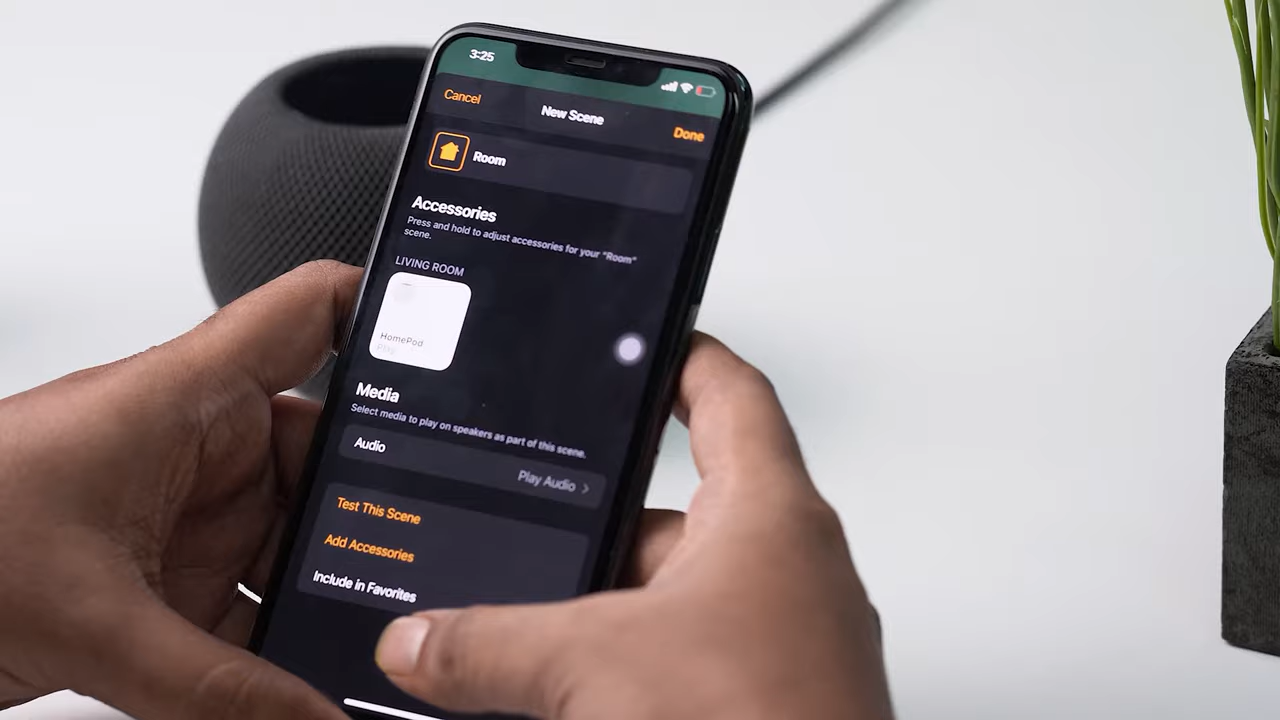 3:25
Cancel
New Scene
Done
Room
Accessories
Press and hold to adjust accessories for your "Room"
scene.
LIVING ROOM
HomePod
Play
Media
Select media to play on speakers as part of this scene.
Audio
Play Audio
Test This Scene
Add Accessories
Include in Favorites